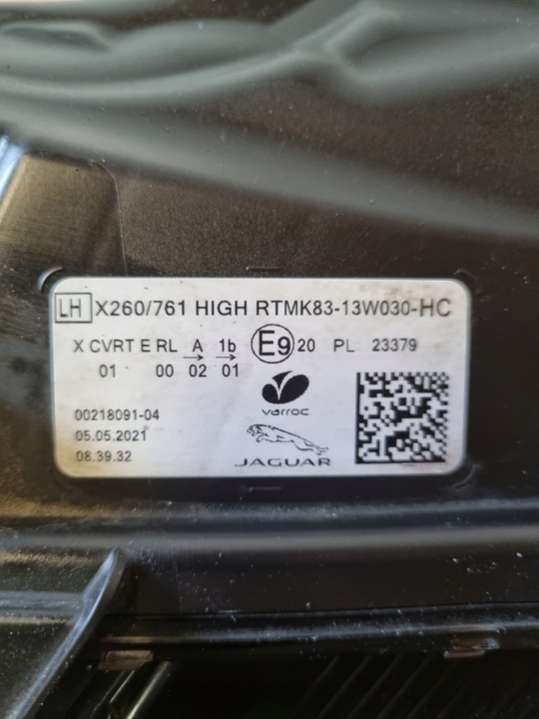 LH X260/761 HIGH RTMK83-13W030-HC
X CVRT E RL A 1b E9 20 PL 23379
01 00 02 01
varroc
00218091-04
05.05.2021
JAGUAR
08.39.32